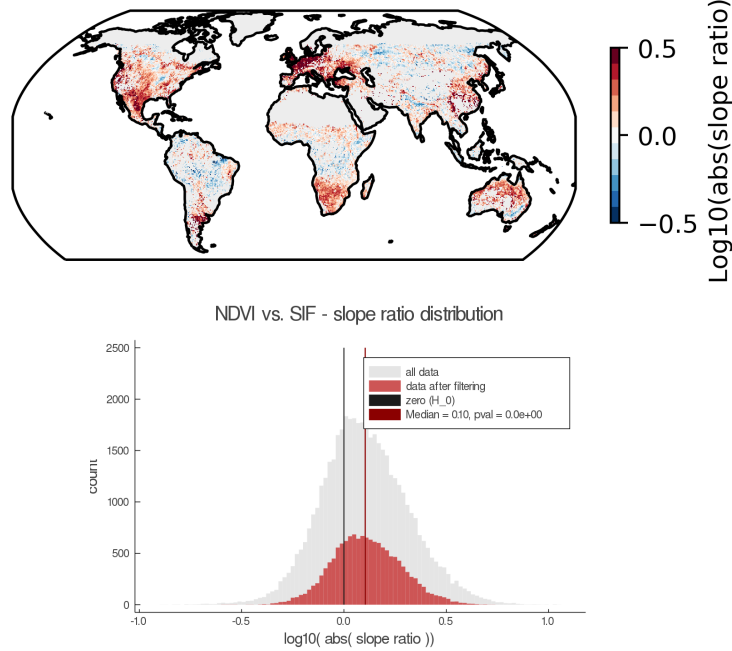 0.5
0.0
−0.5
Log10(abs(slope ratio)
NDVI vs. SIF - slope ratio distribution
2500
2000
1500
1000
500
0
count
all data
data after filtering
zero (H_0)
Median = 0.10, pval = 0.0e+00
-1.0
-0.5
0.0
0.5
1.0
log10( abs( slope ratio ))